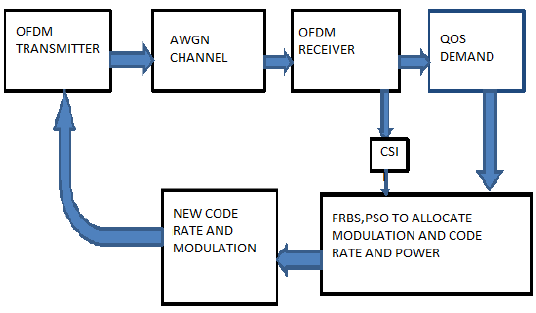 OFDM
TRANSMITTER
AWGN
CHANNEL
OFDM
RECEIVER
QOS
DEMAND
CSI
NEW CODE
RATE AND
MODULATION
FRBS,PSO TO ALLOCATE
MODULATION AND CODE
RATE AND POWER